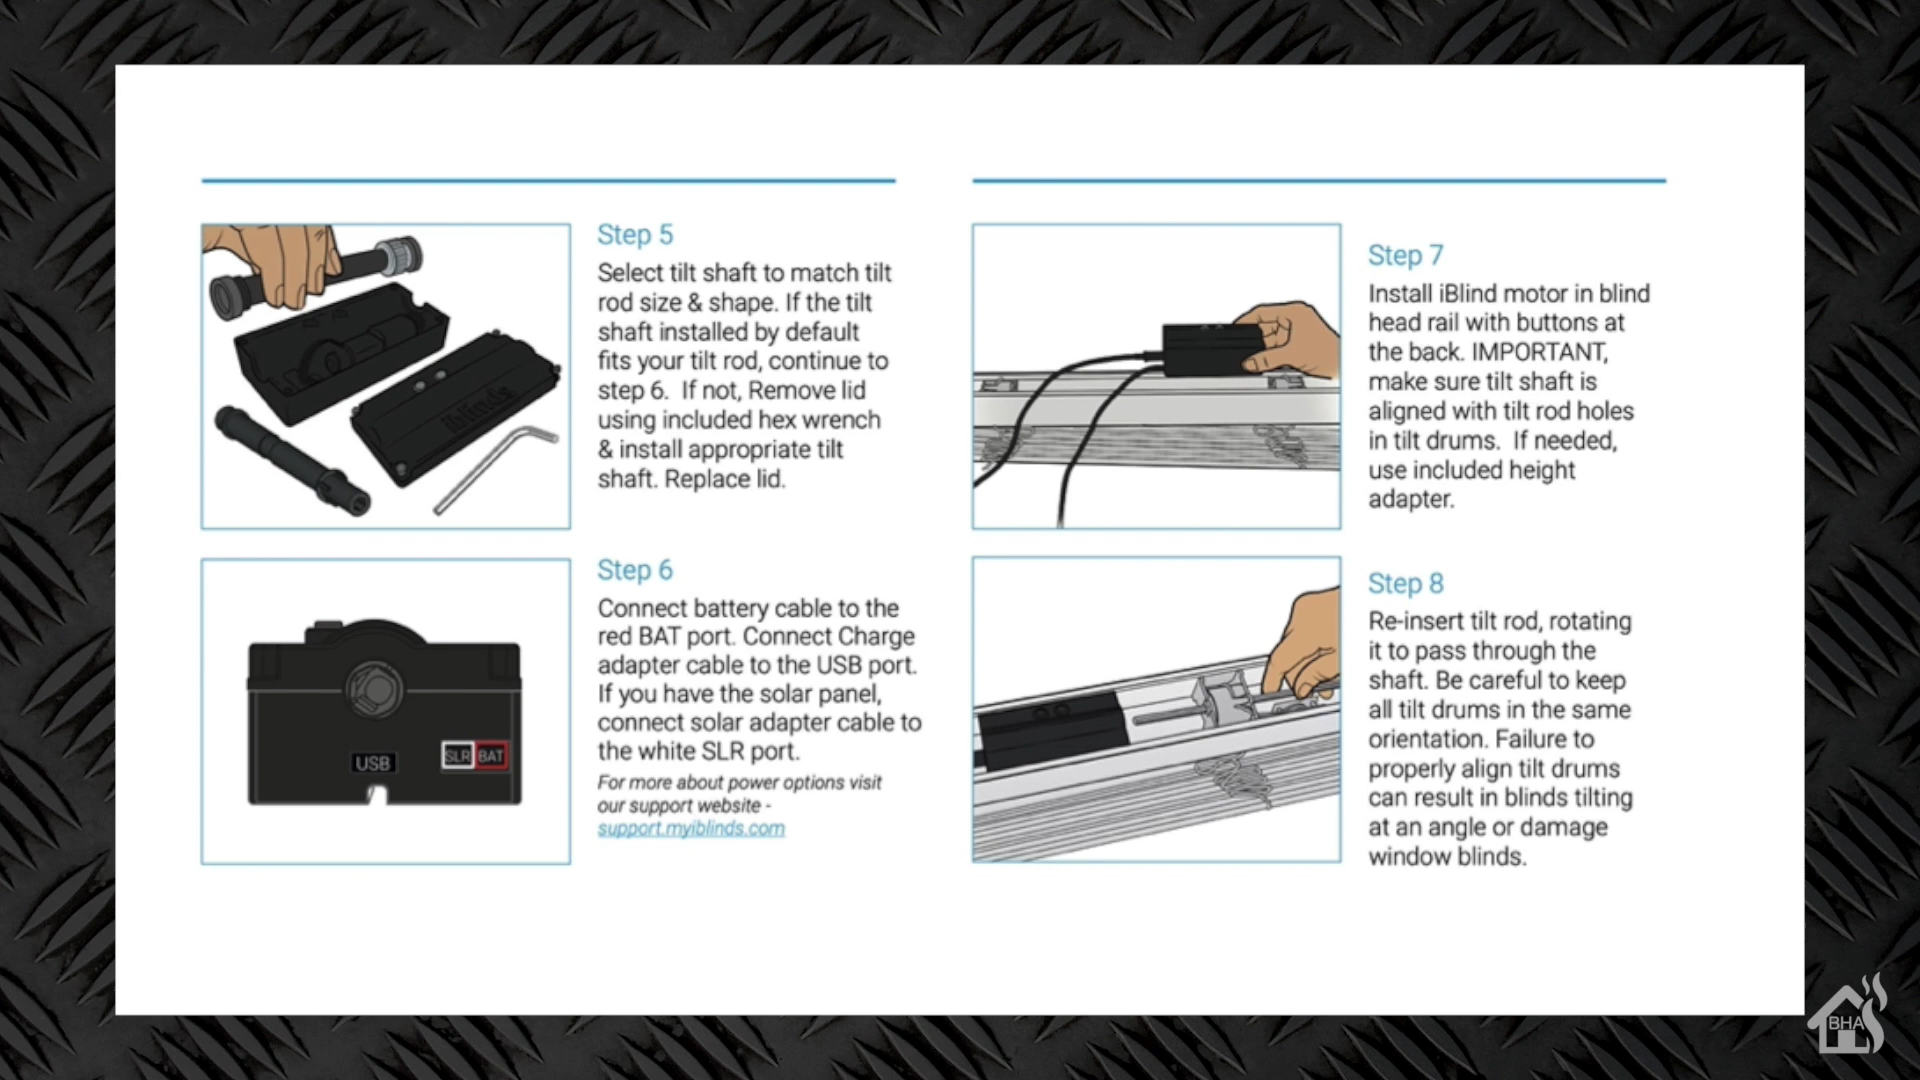 Step 5
Select tilt shaft to match tilt
rod size & shape. If the tilt
shaft installed by default
fits your tilt rod, continue to
step 6. If not, Remove lid
using included hex wrench
& install appropriate tilt
shaft. Replace lid.
iblinds
Step 6
Connect battery cable to the
red BAT port. Connect Charge
adapter cable to the USB port.
If you have the solar panel,
connect solar adapter cable to
the white SLR port.
For more about power options visit
our support website -
support.myiblinds.com
USB
SLR BAT
Step 7
Install iBlind motor in blind
head rail with buttons at
the back. IMPORTANT,
make sure tilt shaft is
aligned with tilt rod holes
in tilt drums. If needed,
use included height
adapter.
Step 8
Re-insert tilt rod, rotating
it to pass through the
shaft. Be careful to keep
all tilt drums in the same
orientation. Failure to
properly align tilt drums
can result in blinds tilting
at an angle or damage
window blinds.
BHA